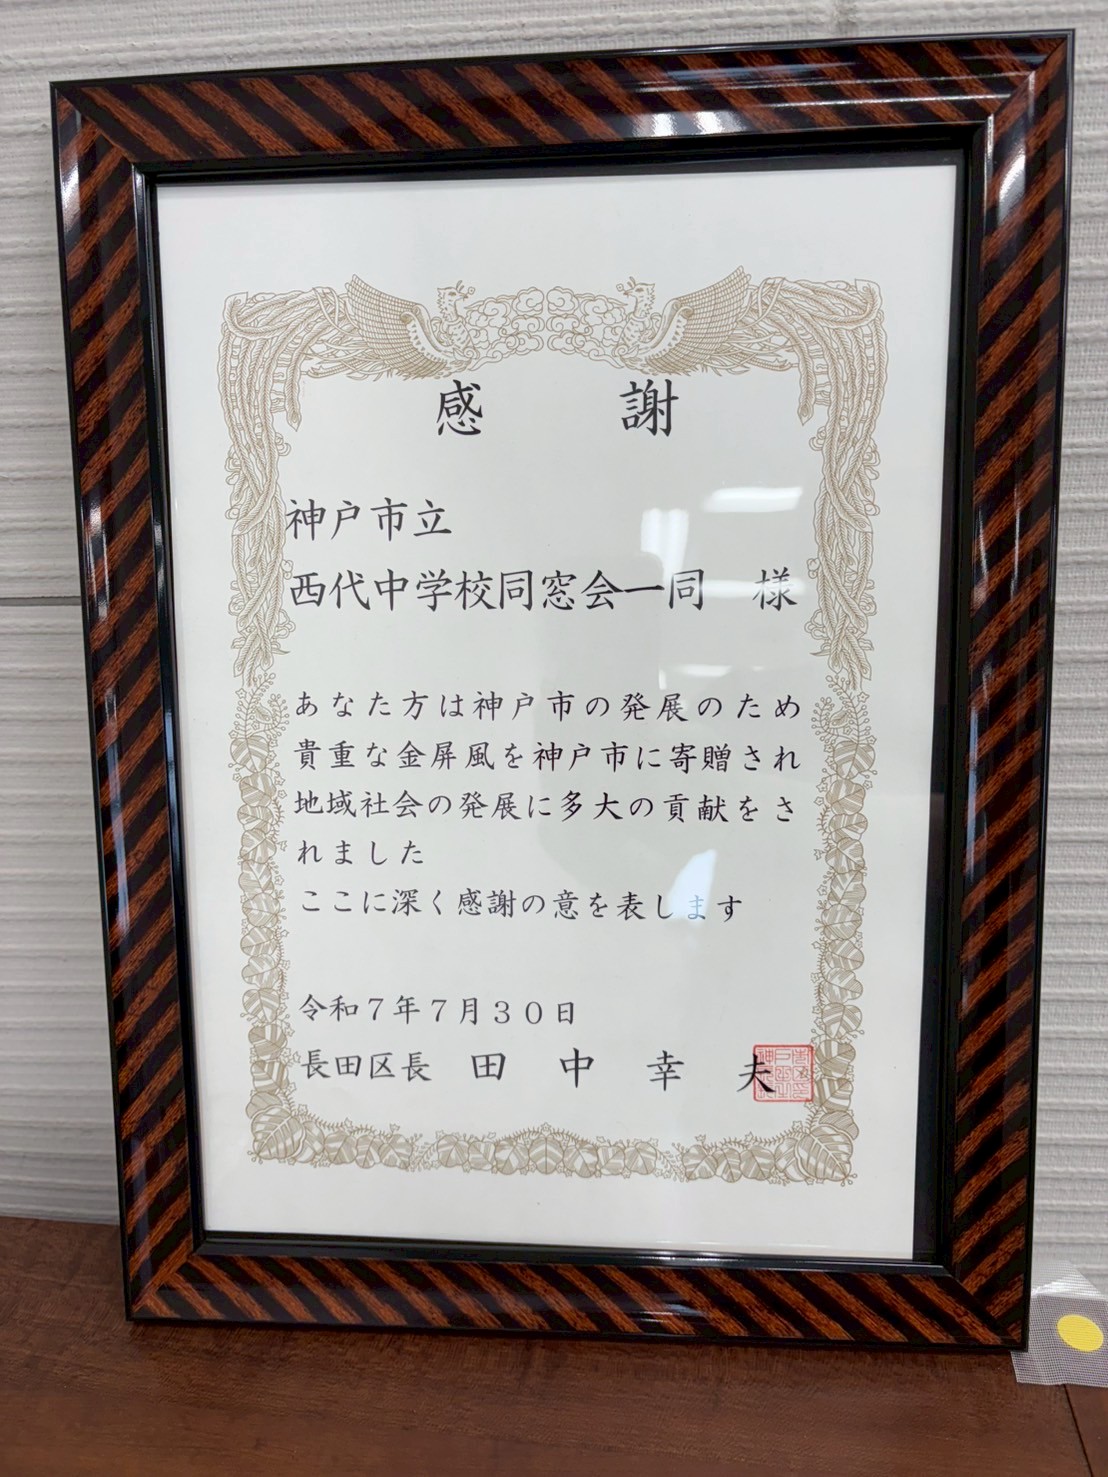 感 謝
神戸市立
西代中学校同窓会一同 様
あなた方は神戸市の発展のため
貴重な金屏風を神戸市に寄贈され
地域社会の発展に多大の貢献をさ
れました
ここに深く感謝の意を表します
令和7年7月30日
長田区長 田 中 幸 夫